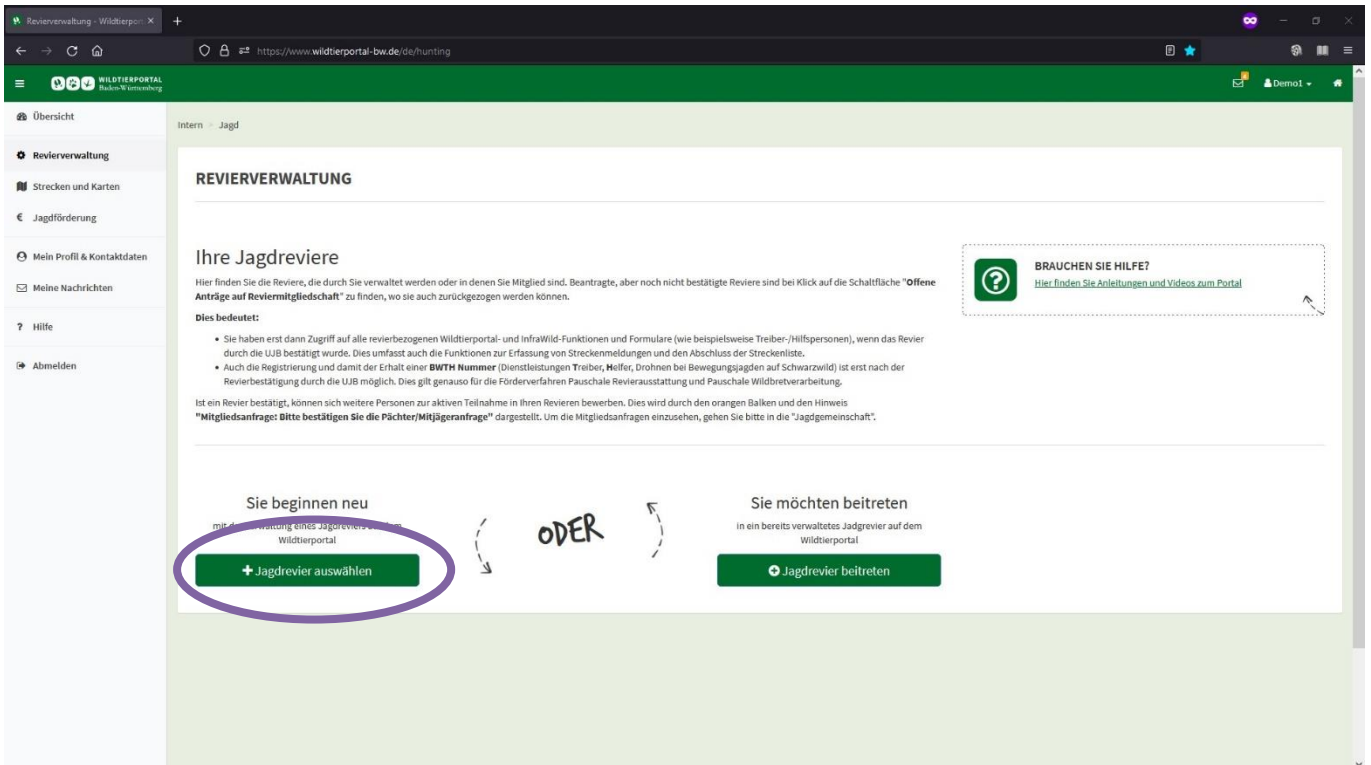 Revierverwaltung - Wildtierport
https://www.wildtierportal-bw.de/de/hunting
WILDTIERPORTAL
Baden-Württemberg
Demo1
Übersicht
Revierverwaltung
Strecken und Karten
€ Jagdförderung
Mein Profil & Kontaktdaten
Meine Nachrichten
? Hilfe
Abmelden
Intern > Jagd
REVIERVERWALTUNG
Ihre Jagdreviere
Hier finden Sie die Reviere, die durch Sie verwaltet werden oder in denen Sie Mitglied sind. Beantragte, aber noch nicht bestätigte Reviere sind bei Klick auf die Schaltfläche "Offene
Anträge auf Reviermitgliedschaft" zu finden, wo sie auch zurückgezogen werden können.
Dies bedeutet:
• Sie haben erst dann Zugriff auf alle revierbezogenen Wildtierportal- und InfraWild-Funktionen und Formulare (wie beispielsweise Treiber-/Hilfspersonen), wenn das Revier
durch die UJB bestätigt wurde. Dies umfasst auch die Funktionen zur Erfassung von Streckenmeldungen und den Abschluss der Streckenliste.
• Auch die Registrierung und damit der Erhalt einer BWTH Nummer (Dienstleistungen Treiber, Helfer, Drohnen bei Bewegungsjagden auf Schwarzwild) ist erst nach der
Revierbestätigung durch die UJB möglich. Dies gilt genauso für die Förderverfahren Pauschale Revierausstattung und Pauschale Wildbretverarbeitung.
Ist ein Revier bestätigt, können sich weitere Personen zur aktiven Teilnahme in Ihren Revieren bewerben. Dies wird durch den orangen Balken und den Hinweis
"Mitgliedsanfrage: Bitte bestätigen Sie die Pächter/Mitjägeranfrage" dargestellt. Um die Mitgliedsanfragen einzusehen, gehen Sie bitte in die "Jagdgemeinschaft".
BRAUCHEN SIE HILFE?
Hier finden Sie Anleitungen und Videos zum Portal
Sie beginnen neu
eines Jagdreviers
Wildtierportal
+ Jagdrevier auswählen
ODER
Sie möchten beitreten
in ein bereits verwaltetes Jadgrevier auf dem
Wildtierportal
Jagdrevier beitreten